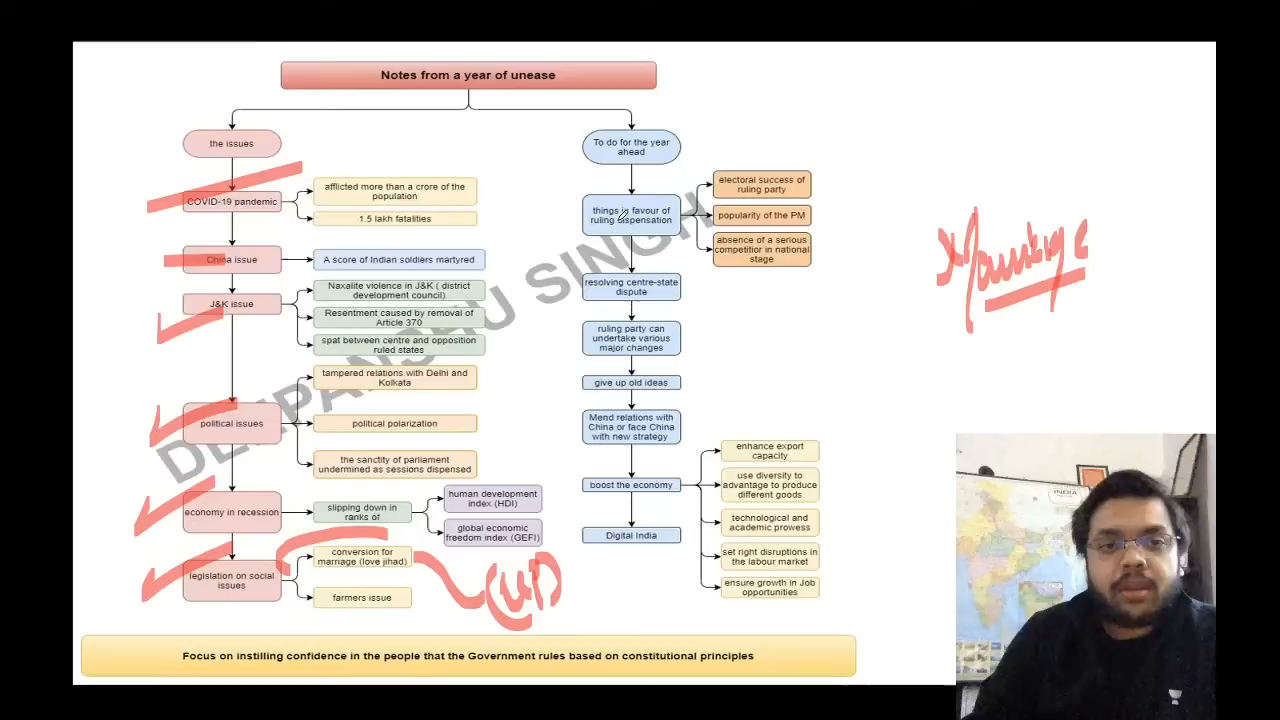 Notes from a year of unease
the issues
COVID-19 pandemic
afflicted more than a crore of the
population
1.5 lakh fatalities
China issue
A score of Indian soldiers martyred
J&K issue
Naxalite violence in J&K ( district
development council)
Resentment caused by removal of
Article 370
spat between centre and opposition
ruled states
political issues
tampered relations with Delhi and
Kolkata
political polarization
the sanctity of parliament
undermined as sessions dispensed
economy in recession
slipping down in
ranks of
human development
index (HDI)
global economic
freedom index (GEFI)
legislation on social
issues
conversion for
marriage (love jihad)
farmers issue
(UP)
To do for the year
ahead
things in favour of
ruling dispensation
electoral success of
ruling party
popularity of the PM
absence of a serious
competitior in national
stage
resolving centre-state
dispute
ruling party can
undertake various
major changes
give up old ideas
Mend relations with
China or face China
with new strategy
boost the economy
enhance export
capacity
use diversity to
advantage to produce
different goods
technological and
academic prowess
set right disruptions in
the labour market
ensure growth in Job
opportunities
Digital India
Focus on instilling confidence in the people that the Government rules based on constitutional principles
DEEPANSHU SINGH
INDIA